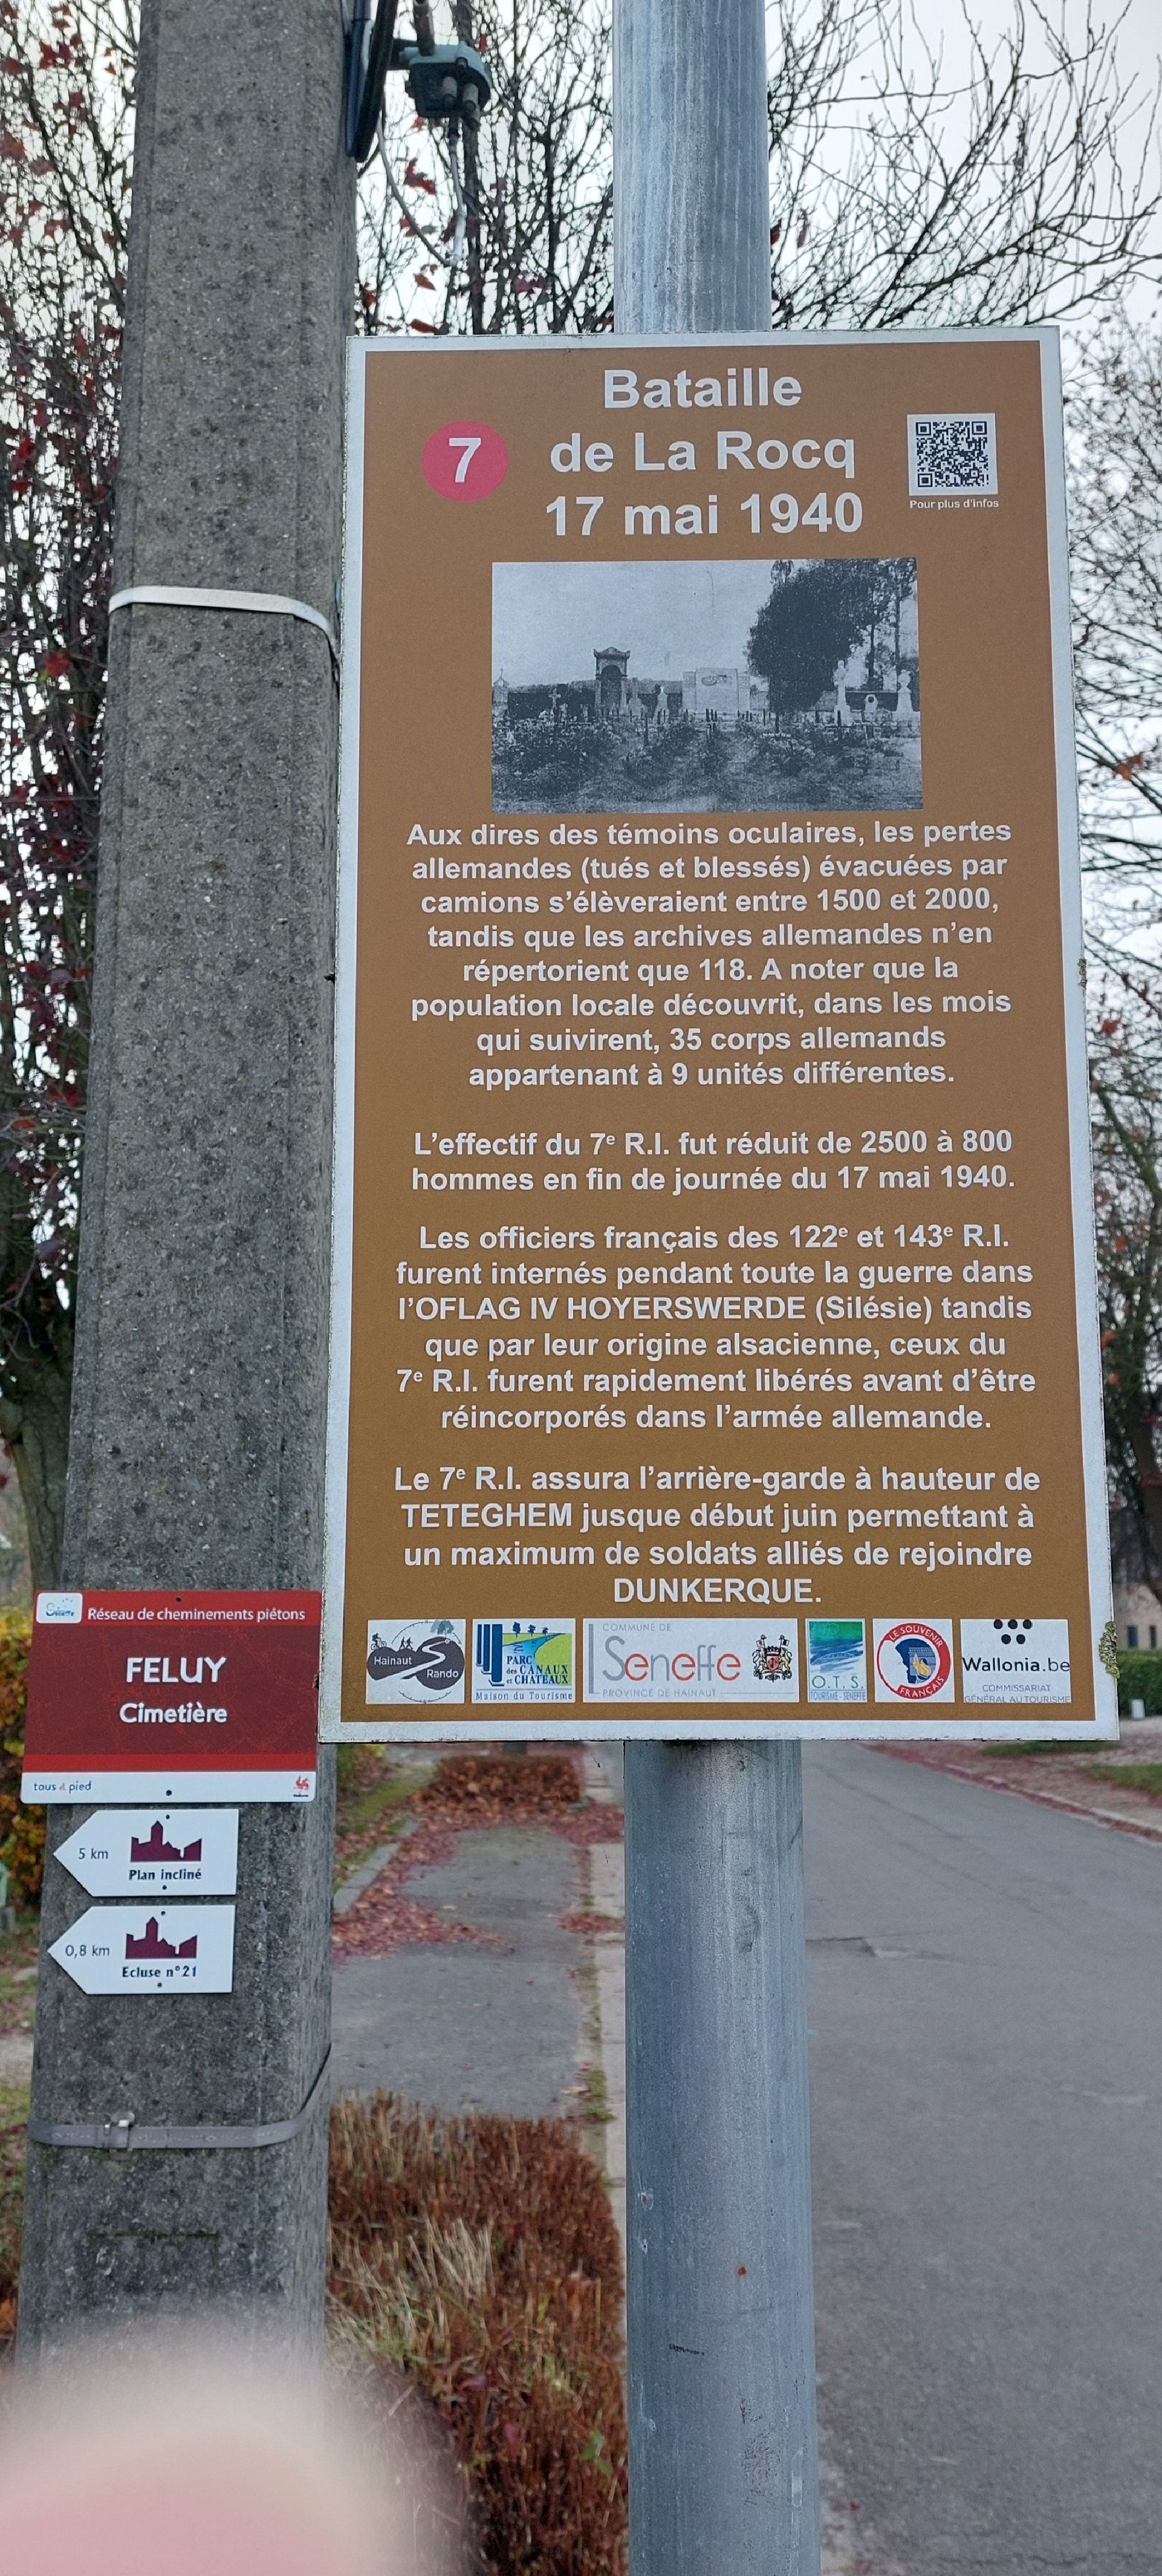 Bataille
7
de La Rocq
17 mai 1940
Pour plus d'infos
Aux dires des témoins oculaires, les pertes
allemandes (tués et blessés) évacuées par
camions s'élèveraient entre 1500 et 2000,
tandis que les archives allemandes n'en
répertorient que 118. A noter que la
population locale découvrit, dans les mois
qui suivirent, 35 corps allemands
appartenant à 9 unités différentes.
L'effectif du 7e R.I. fut réduit de 2500 à 800
hommes en fin de journée du 17 mai 1940.
Les officiers français des 122e et 143e R.I.
furent internés pendant toute la guerre dans
l'OFLAG IV HOYERSWERDE (Silésie) tandis
que par leur origine alsacienne, ceux du
7e R.I. furent rapidement libérés avant d'être
réincorporés dans l'armée allemande.
Le 7e R.I. assura l'arrière-garde à hauteur de
TETEGHEM jusque début juin permettant à
un maximum de soldats alliés de rejoindre
DUNKERQUE.
Hainaut
Rando
PARC
des CANAUX
et CHÂTEAUX
Maison du Tourisme
COMMUNE DE
Seneffe
PROVINCE DE HAINAUT
O.T.S.
TOURISME - SENEFFE
LE SOUVENIR
FRANÇAIS
Wallonia.be
COMMISSARIAT
GÉNÉRAL AU TOURISME
Réseau de cheminements piétons
FELUY
Cimetière
tous à pied
5 km
Plan incliné
0,8 km
Ecluse n°21